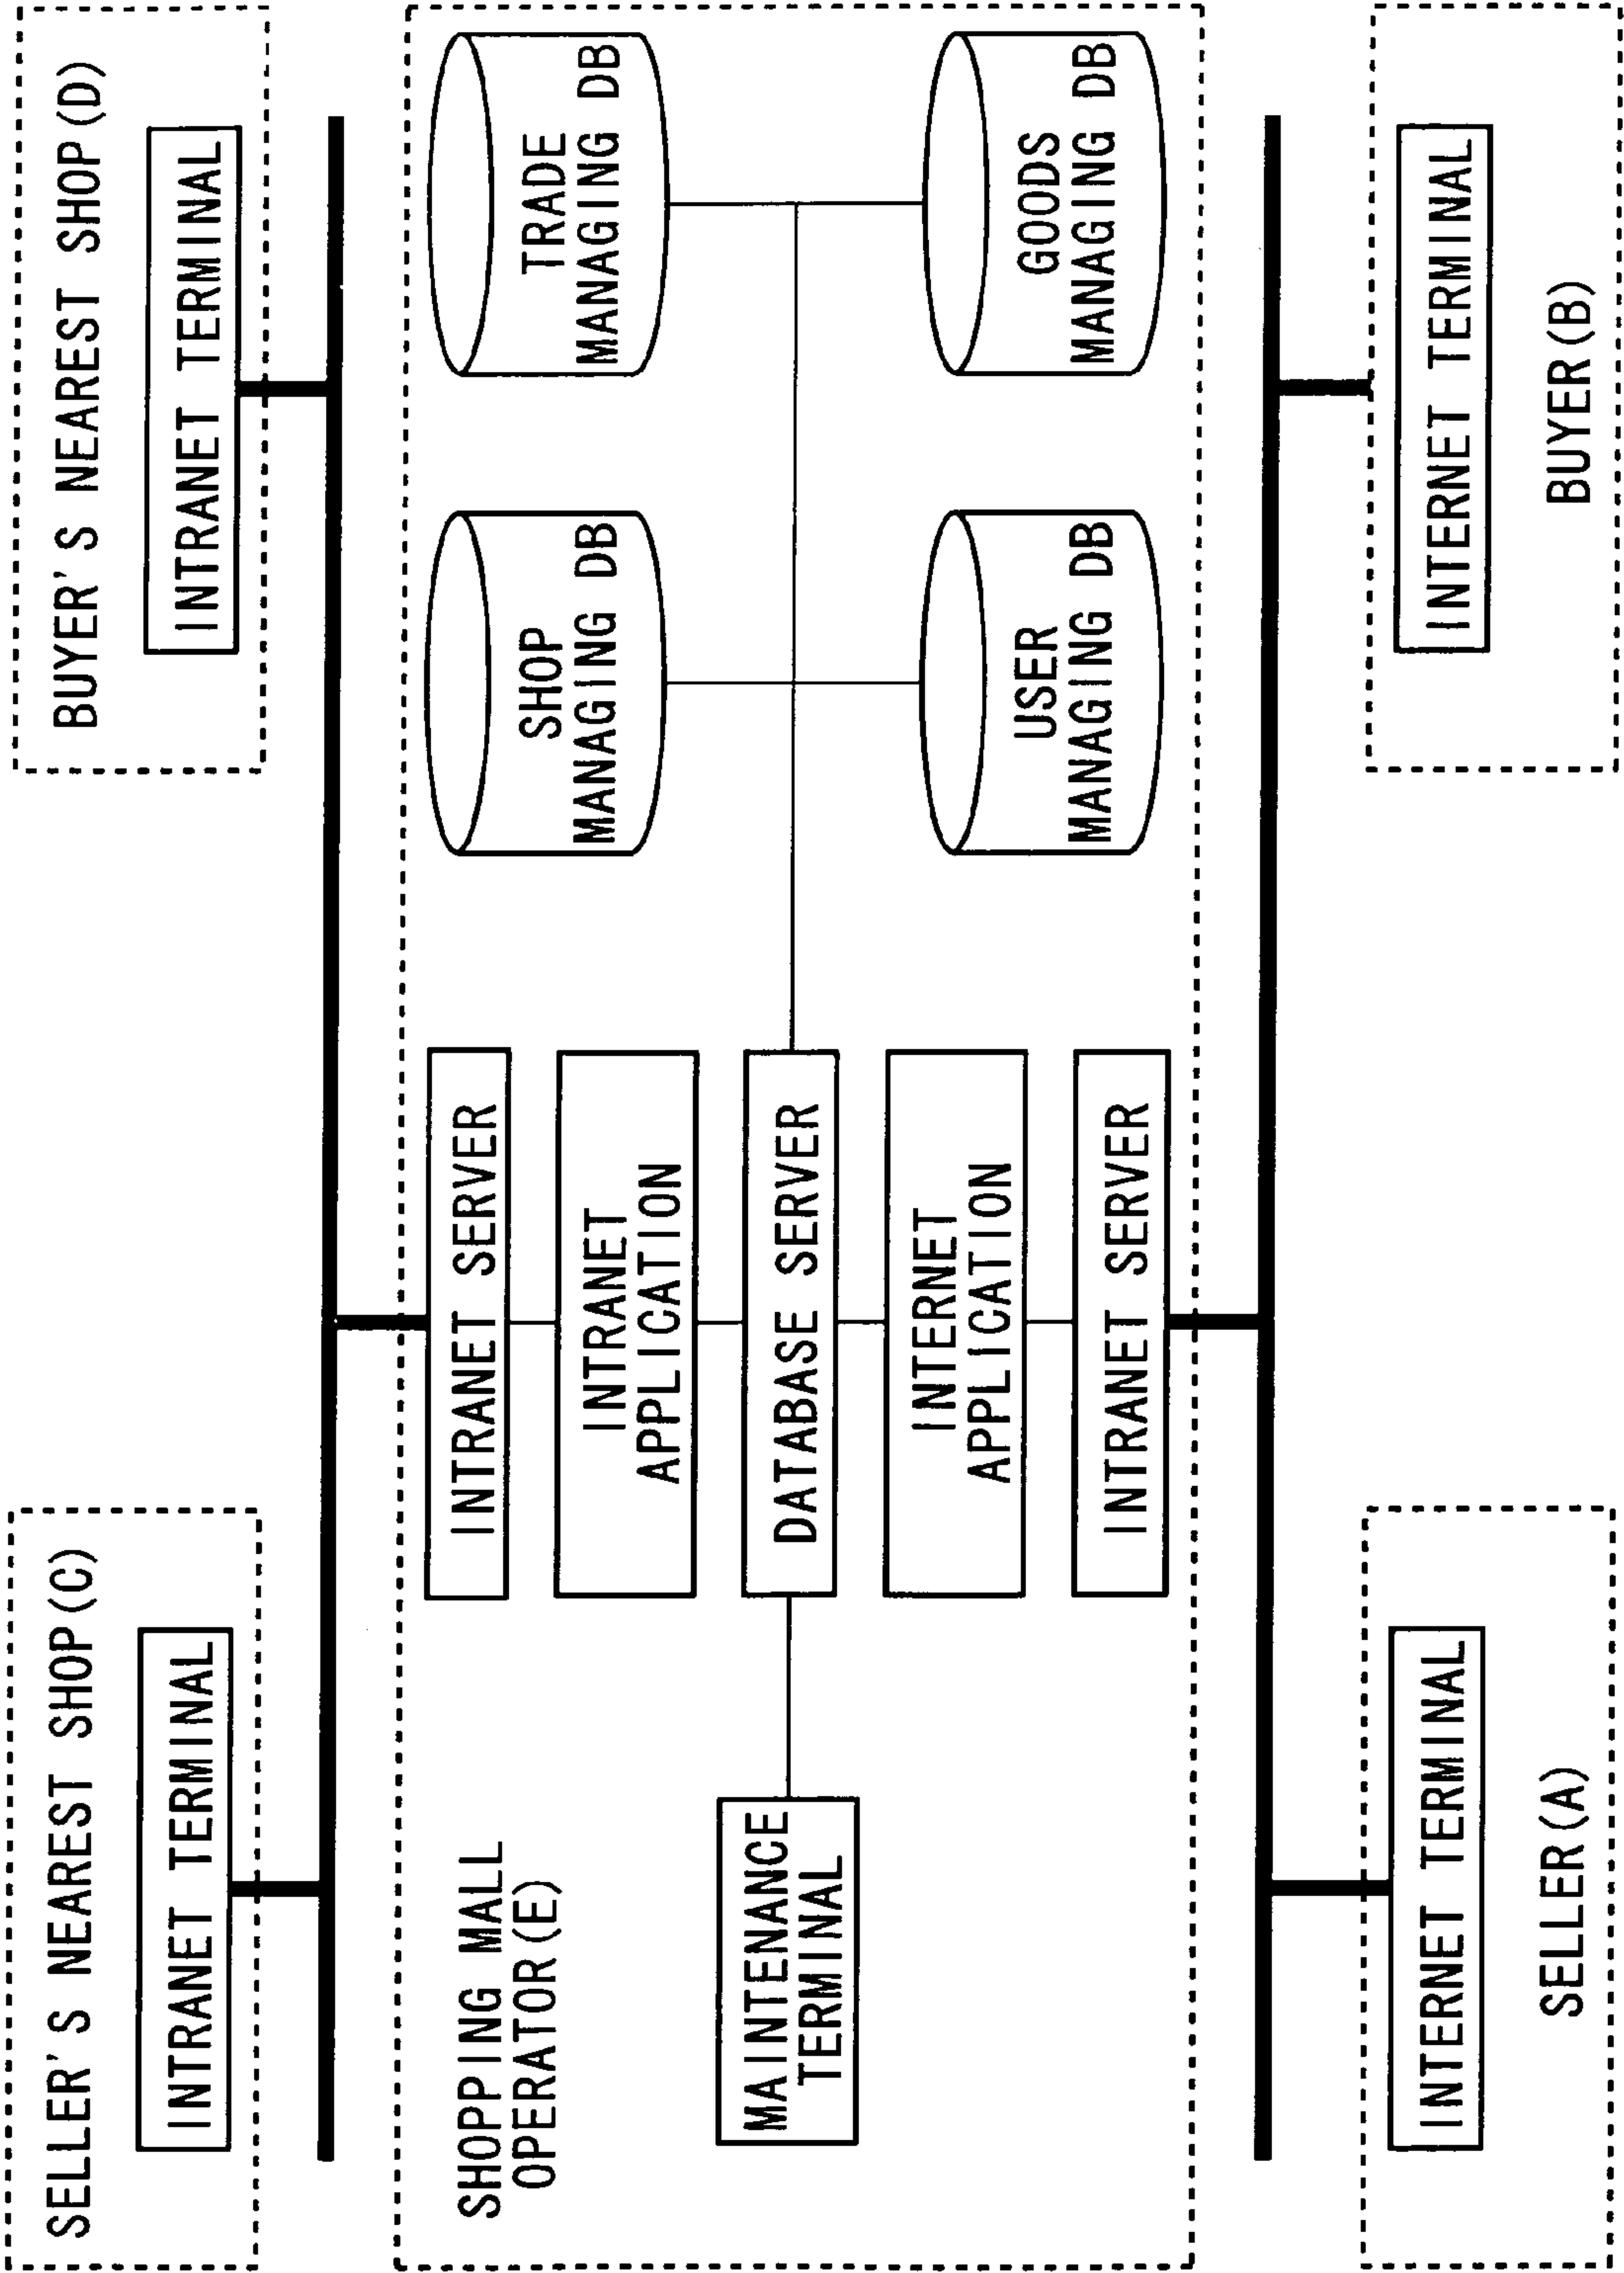 SELLER'S NEAREST SHOP(C)
INTRANET TERMINAL
BUYER'S NEAREST SHOP(D)
INTRANET TERMINAL
SHOPPING MALL
OPERATOR(E)
MAINTENANCE
TERMINAL
INTRANET SERVER
INTRANET
APPLICATION
DATABASE SERVER
INTERNET
APPLICATION
INTRANET SERVER
SHOP
MANAGING DB
TRADE
MANAGING DB
USER
MANAGING DB
GOODS
MANAGING DB
INTERNET TERMINAL
SELLER(A)
INTERNET TERMINAL
BUYER(B)